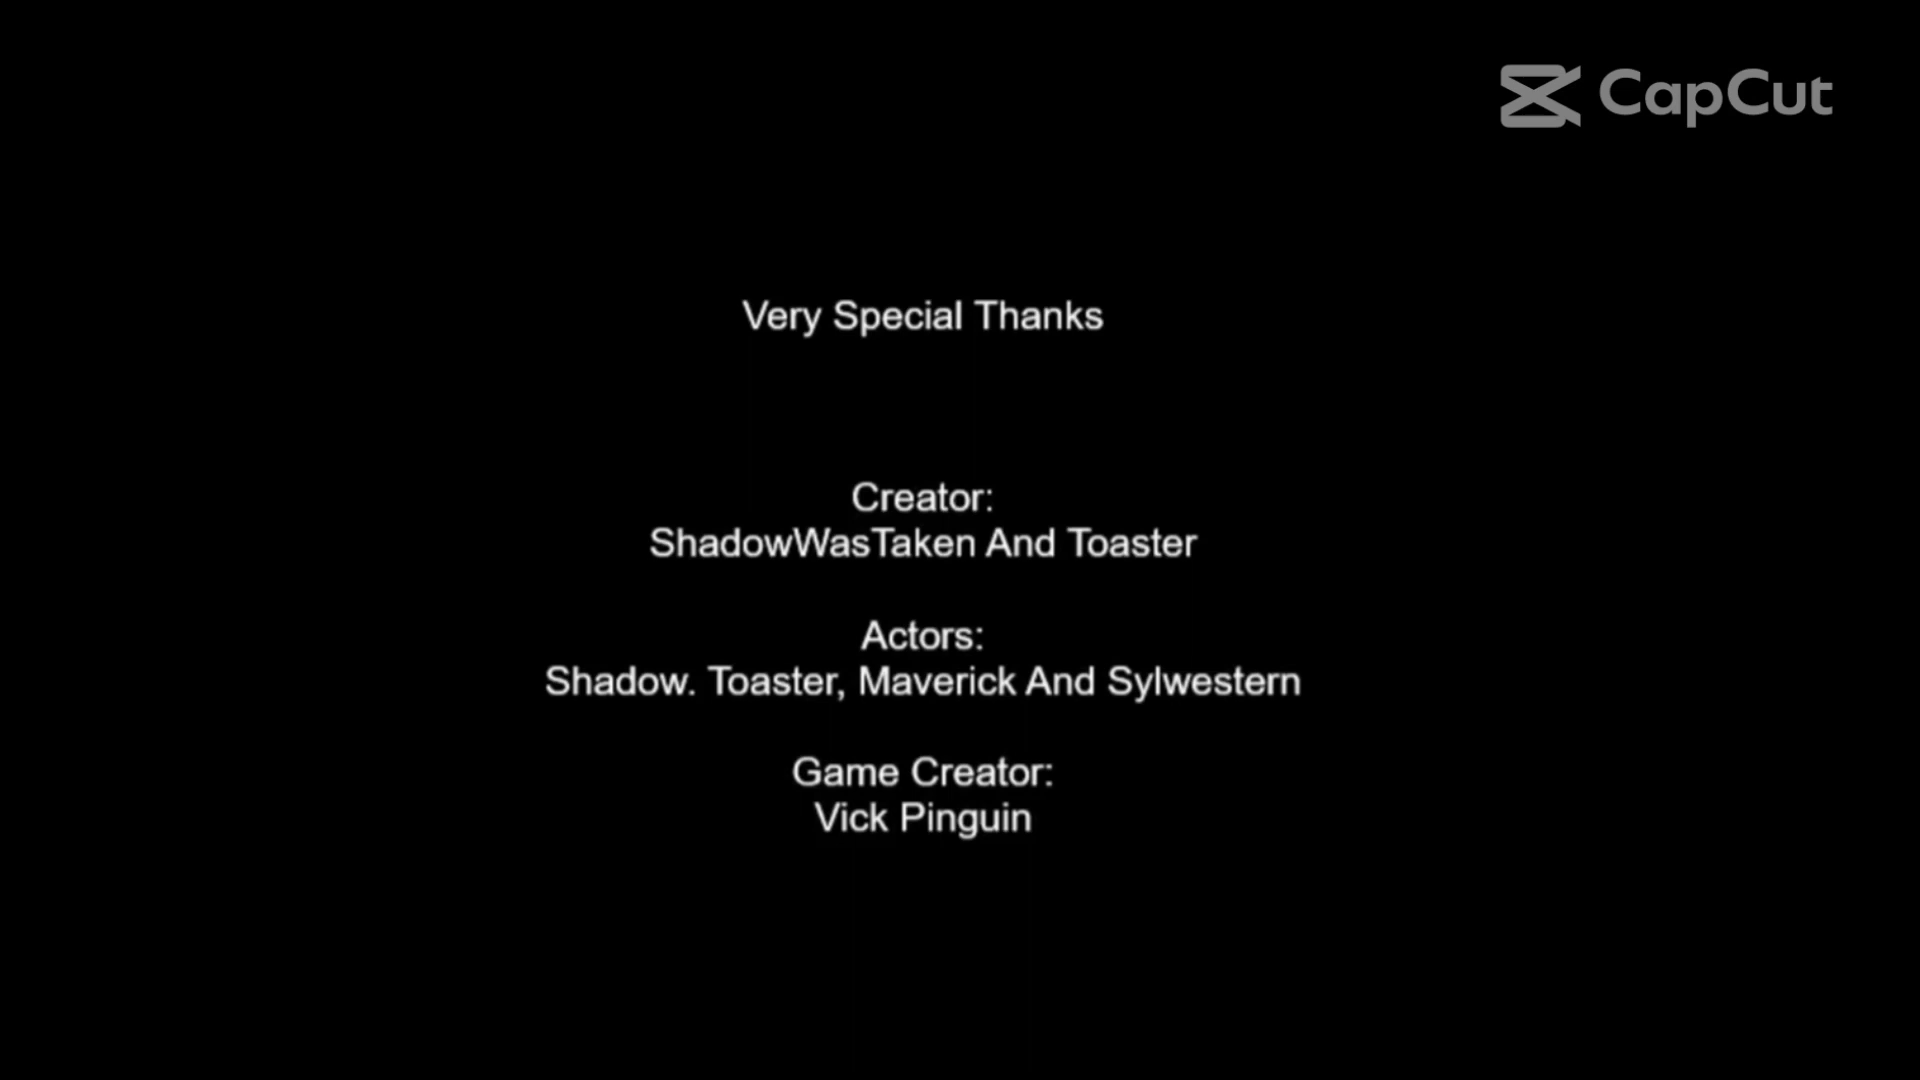 CapCut
Very Special Thanks
Creator:
ShadowWasTaken And Toaster
Actors:
Shadow. Toaster, Maverick And Sylwestern
Game Creator:
Vick Pinguin